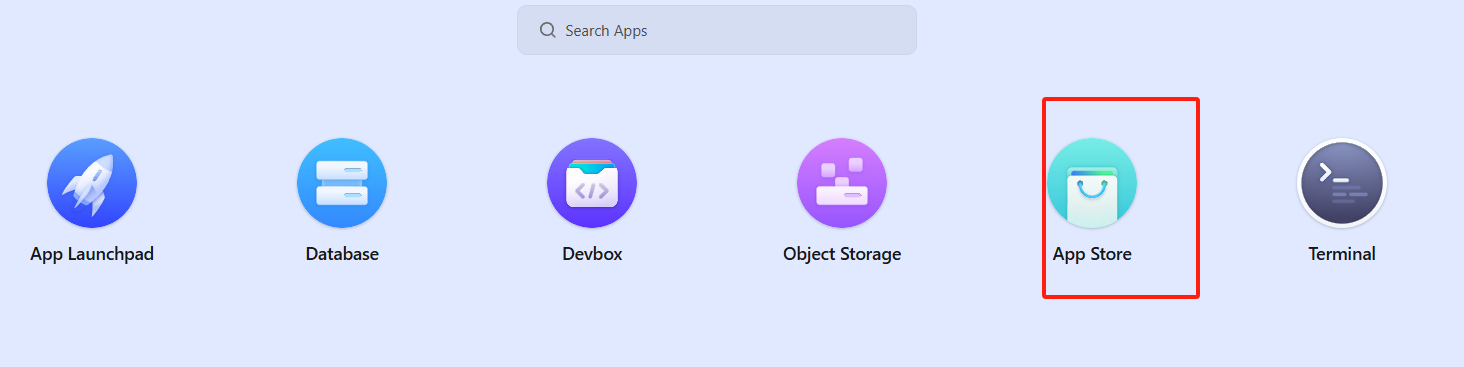 Search Apps
App Launchpad
Database
Devbox
Object Storage
App Store
Terminal